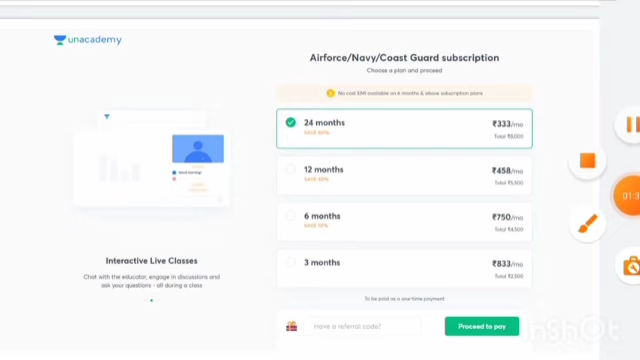 unacademy
Airforce/Navy/Coast Guard subscription
Choose a plan and proceed
No cost EMI available on 6 months & above subscription plans
24 months
₹333/mo
SAVE 60%
Total ₹8,000
12 months
₹458/mo
SAVE 45%
Total ₹5,500
6 months
₹750/mo
SAVE 10%
Total ₹4,500
3 months
₹833/mo
Total ₹2,500
Good morning!
Interactive Live Classes
Chat with the educator, engage in discussions and
ask your questions - all during a class
To be paid as a one-time payment
Have a referral code?
Proceed to pay
InShOt
01:3